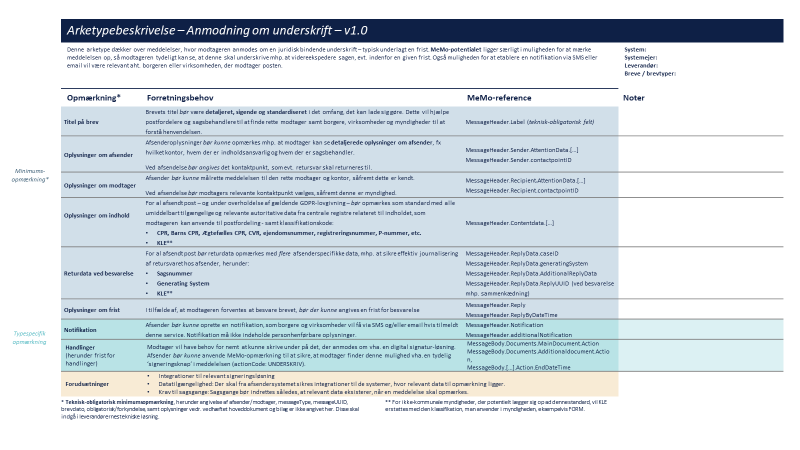 Arketypebeskrivelse – Anmodning om underskrift – v1.0
Denne arketype dækker over meddelelser, hvor modtageren anmodes om en juridisk bindende underskrift – typisk underlagt en frist. MeMo-potentialet ligger særligt i muligheden for at mærke
meddelelsen op, så modtageren tydeligt kan se, at denne skal underskrive mhp. at videreekspedere sagen, evt. indenfor en given frist. Også muligheden for at etablere en notifikation via SMS eller
email vil være relevant aht. borgeren eller virksomheden, der modtager posten.
System:
Systemejer:
Leverandør:
Breve / brevtyper:
Opmærkning* Forretningsbehov MeMo-reference Noter
Minimums-
opmærkning*
Titel på brev
Brevets titel bør være detaljeret, sigende og standardiseret i det omfang, det kan lade sig gøre. Dette vil hjælpe
postfordelere og sagsbehandlere til at finde rette modtager samt borgere, virksomheder og myndigheder til at
forstå henvendelsen.
MessageHeader.Label (teknisk-obligatorisk felt)
Oplysninger om afsender
Afsenderoplysninger bør kunne opmærkes mhp. at modtager kan se detaljerede oplysninger om afsender, fx
hvilket kontor, hvem der er indholdsansvarlig og hvem der er sagsbehandler.
Ved afsendelse bør angives det kontaktpunkt, som evt. retursvar skal returneres til.
MessageHeader.Sender.AttentionData.[…]
MessageHeader.Sender.contactpointID
Oplysninger om modtager
Afsender bør kunne målrette meddelelsen til den rette modtager og kontor, såfremt dette er kendt.
Ved afsendelse bør modtagers relevante kontaktpunkt vælges, såfremt denne er myndighed.
MessageHeader.Recipient.AttentionData.[…]
MessageHeader.Recipient.contactpointID
Oplysninger om indhold
For al afsendt post – og under overholdelse af gældende GDPR-lovgivning – bør opmærkes som standard med alle
umiddelbart tilgængelige og relevante autoritative data fra centrale registre relateret til indholdet, som
modtageren kan anvende til postfordeling - samt klassifikationskode:
• CPR, Barns CPR, Ægtefælles CPR, CVR, ejendomsnummer, registreringsnummer, P-nummer, etc.
• KLE**
MessageHeader.Contentdata.[…]
Returdata ved besvarelse
For al afsendt post bør returdata opmærkes med flere afsenderspecifikke data, mhp. at sikre effektiv journalisering
af retursvaret hos afsender, herunder:
• Sagsnummer
• Generating System
• KLE**
MessageHeader.ReplyData.caseID
MessageHeader.ReplyData.generatingSystem
MessageHeader.ReplyData.AdditionalReplyData
MessageHeader.ReplyData.ReplyUUID (ved besvarelse
mhp. sammenkædning)
Oplysninger om frist
I tilfælde af, at modtageren forventes at besvare brevet, bør der kunne angives en frist for besvarelse
MessageHeader.Reply
MessageHeader.ReplyByDateTime
Typespecifik
opmærkning
Notifikation
Afsender bør kunne oprette en notifikation, som borgere og virksomheder vil få via SMS og/eller email hvis tilmeldt
denne service. Notifikation må ikke indeholde personhenførbare oplysninger.
MessageHeader.Notification
MessageHeader.additionalNotification
Handlinger
(herunder frist for
handlinger)
Modtager vil have behov for nemt at kunne skrive under på det, der anmodes om vha. en digital signatur-løsning.
Afsender bør kunne anvende MeMo-opmærkning til at sikre, at modtager finder denne mulighed vha. en tydelig
'signeringsknap' i meddelelsen (actionCode: UNDERSKRIV).
MessageBody.Documents.MainDocument.Action
MessageBody.Documents.Additionaldocument.Actio
n,
MessageBody.[…].Action.EndDateTime
Forudsætninger
• Integrationer til relevant signeringsløsning
• Datatilgængelighed: Der skal fra afsendersystemet sikres integrationer til de systemer, hvor relevant data til opmærkning ligger.
• Krav til sagsgange: Sagsgange bør indrettes således, at relevant data eksisterer, når en meddelelse skal opmærkes.
* Teknisk-obligatorisk minimumsopmærkning, herunder angivelse af afsender/modtager, messageType, messageUUID,
brevdato, obligatorisk/forkyndelse, samt oplysninger vedr. vedhæftet hoveddokument og bilag er ikke angivet her. Disse skal
indgå i leverandørernes tekniske løsning.
** For ikke-kommunale myndigheder, der potentielt lægger sig op ad denne standard, vil KLE
erstattes med den klassifikation, man anvender i myndigheden, eksempelvis FORM.